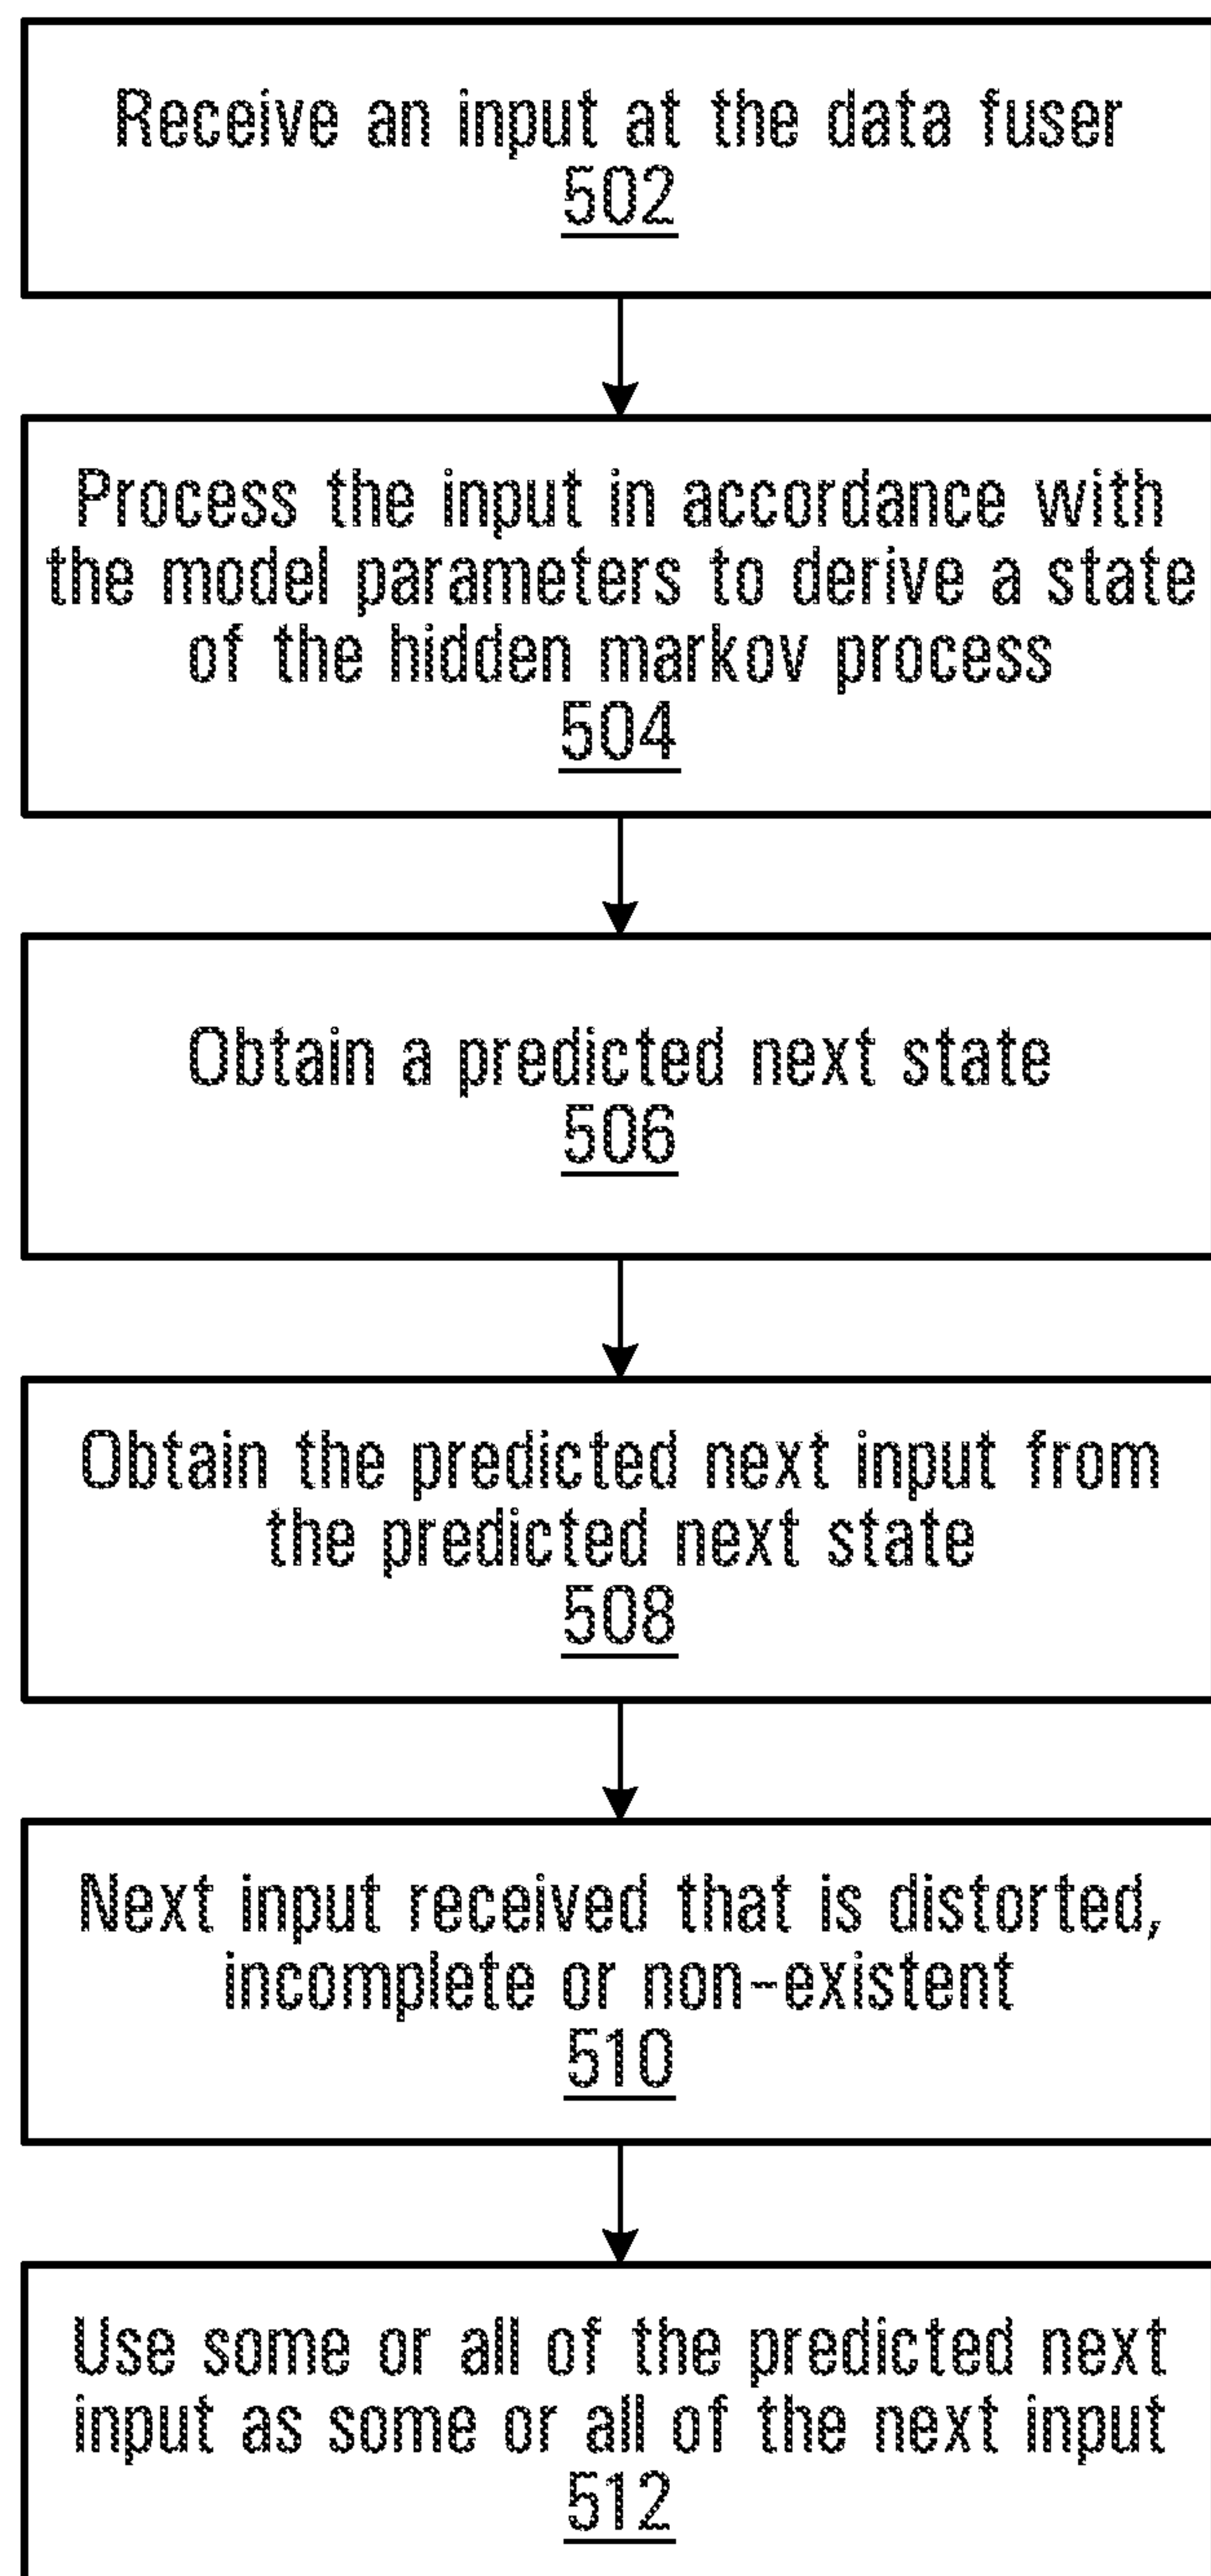 Receive an input at the data fuser
502
Process the input in accordance with
the model parameters to derive a state
of the hidden markov process
504
Obtain a predicted next state
506
Obtain the predicted next input from
the predicted next state
508
Next input received that is distorted,
incomplete or non-existent
510
Use some or all of the predicted next
input as some or all of the next input
512